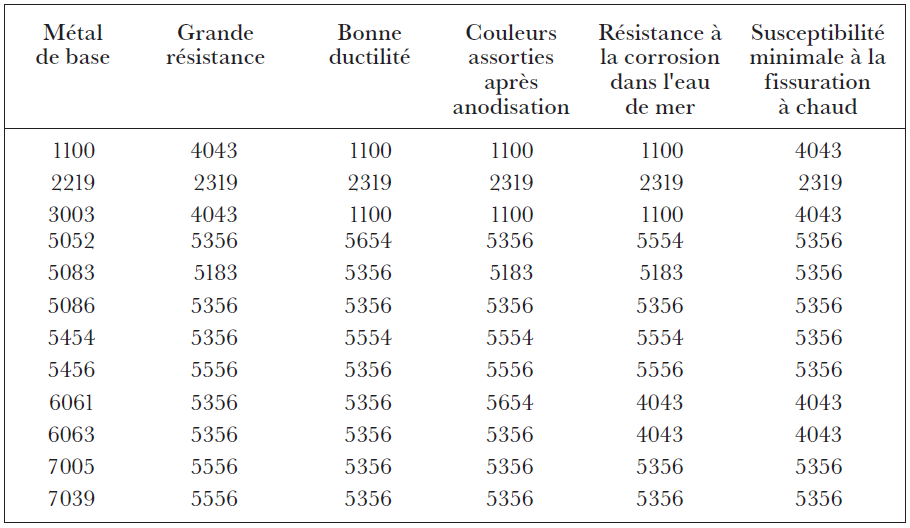 Métal Grande Bonne Couleurs Résistance à Susceptibilité
de base résistance ductilité assorties la corrosion minimale à la
après dans l'eau fissuration
anodisation de mer à chaud
1100 4043 1100 1100 1100 4043
2219 2319 2319 2319 2319 2319
3003 4043 1100 1100 1100 4043
5052 5356 5654 5356 5554 5356
5083 5183 5356 5183 5183 5356
5086 5356 5356 5356 5356 5356
5454 5356 5554 5554 5554 5356
5456 5556 5356 5556 5556 5356
6061 5356 5356 5654 4043 4043
6063 5356 5356 5356 4043 4043
7005 5556 5356 5356 5356 5356
7039 5556 5356 5356 5356 5356